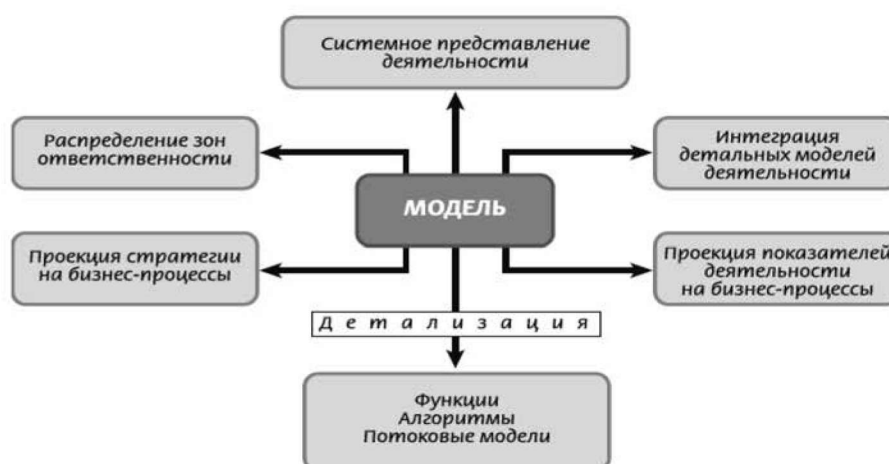 Системное представление
деятельности
Распределение зон
ответственности
Интеграция
детальных моделей
деятельности
МОДЕЛЬ
Проекция стратегии
на бизнес-процессы
Проекция показателей
деятельности
на бизнес-процессы
Детализация
Функции
Алгоритмы
Потоковые модели